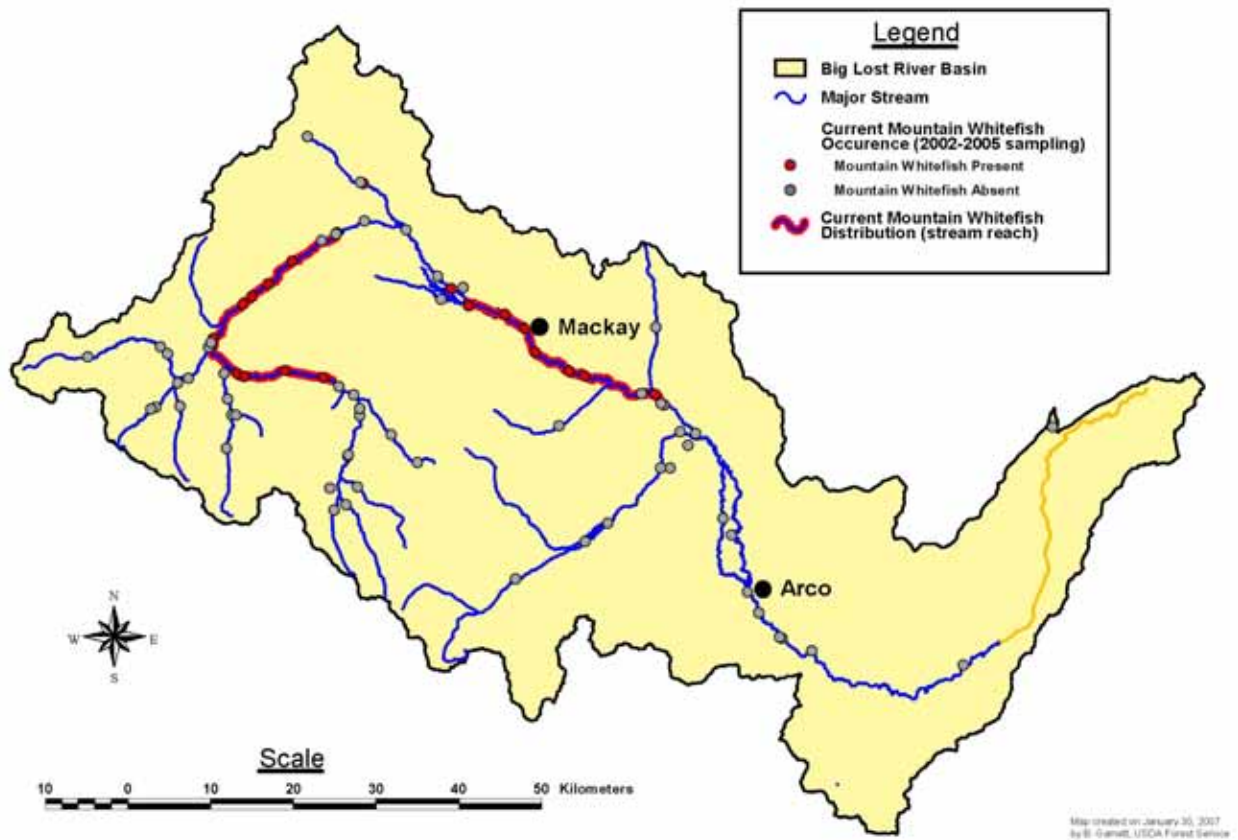 Legend
Big Lost River Basin
Major Stream
Current Mountain Whitefish
Occurence (2002-2005 sampling)
Mountain Whitefish Present
Mountain Whitefish Absent
Current Mountain Whitefish
Distribution (stream reach)
Mackay
Arco
N
W E
S
Scale
10 0 10 20 30 40 50 Kilometers
Map created on January 30, 2007
by B. Gamett, USDA Forest Service